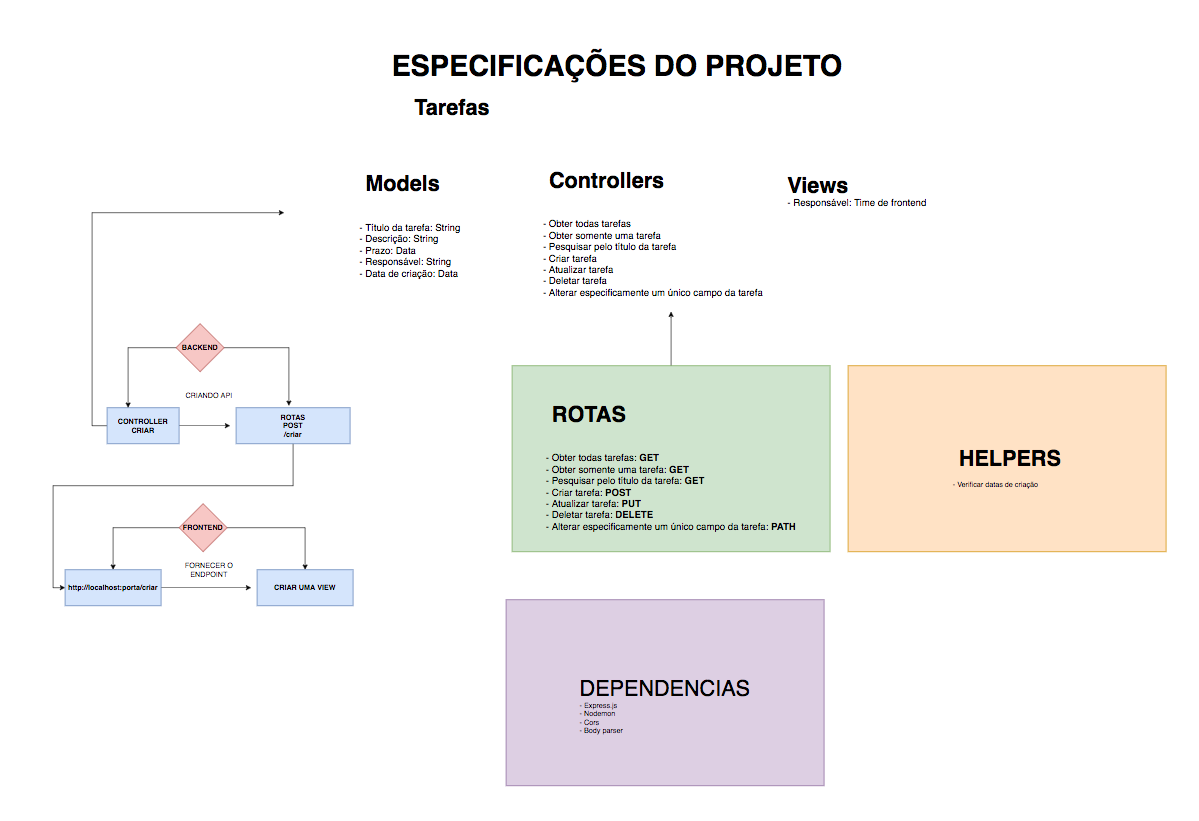 ESPECIFICAÇÕES DO PROJETO
Tarefas
Models
- Título da tarefa: String
- Descrição: String
- Prazo: Data
- Responsável: String
- Data de criação: Data
Controllers
- Obter todas tarefas
- Obter somente uma tarefa
- Pesquisar pelo título da tarefa
- Criar tarefa
- Atualizar tarefa
- Deletar tarefa
- Alterar especificamente um único campo da tarefa
Views
- Responsável: Time de frontend
BACKEND
CRIANDO API
CONTROLLER
CRIAR
ROTAS
POST
/criar
FRONTEND
FORNECER O
ENDPOINT
http://localhost:porta/criar
CRIAR UMA VIEW
ROTAS
- Obter todas tarefas: GET
- Obter somente uma tarefa: GET
- Pesquisar pelo título da tarefa: GET
- Criar tarefa: POST
- Atualizar tarefa: PUT
- Deletar tarefa: DELETE
- Alterar especificamente um único campo da tarefa: PATH
HELPERS
- Verificar datas de criação
DEPENDENCIAS
- Express.js
- Nodemon
- Cors
- Body parser